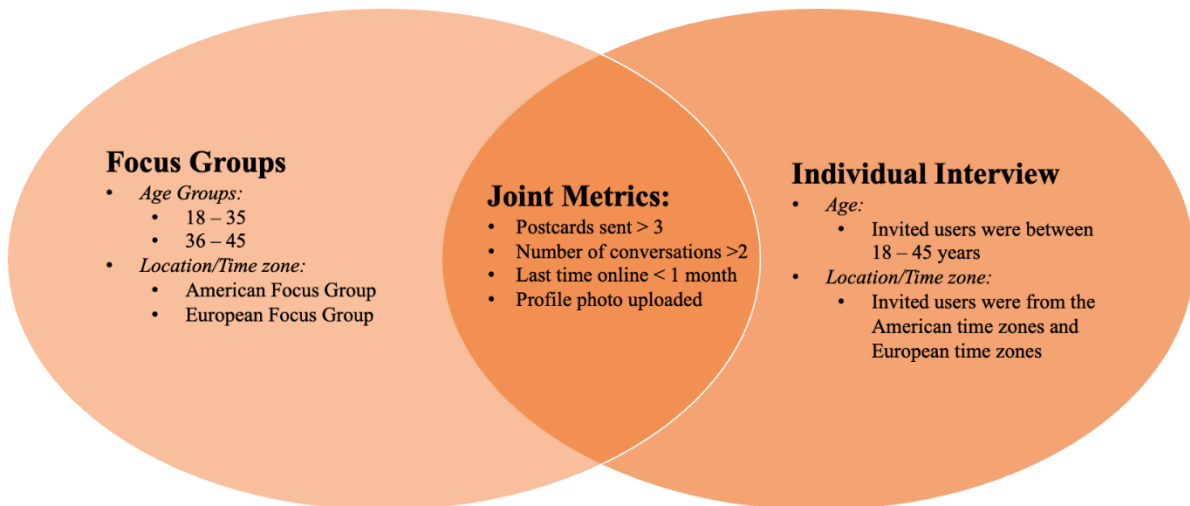 Focus Groups
• Age Groups:
• 18 – 35
• 36 – 45
• Location/Time zone:
• American Focus Group
• European Focus Group
Joint Metrics:
• Postcards sent > 3
• Number of conversations >2
• Last time online < 1 month
• Profile photo uploaded
Individual Interview
• Age:
• Invited users were between
18 – 45 years
• Location/Time zone:
• Invited users were from the
American time zones and
European time zones